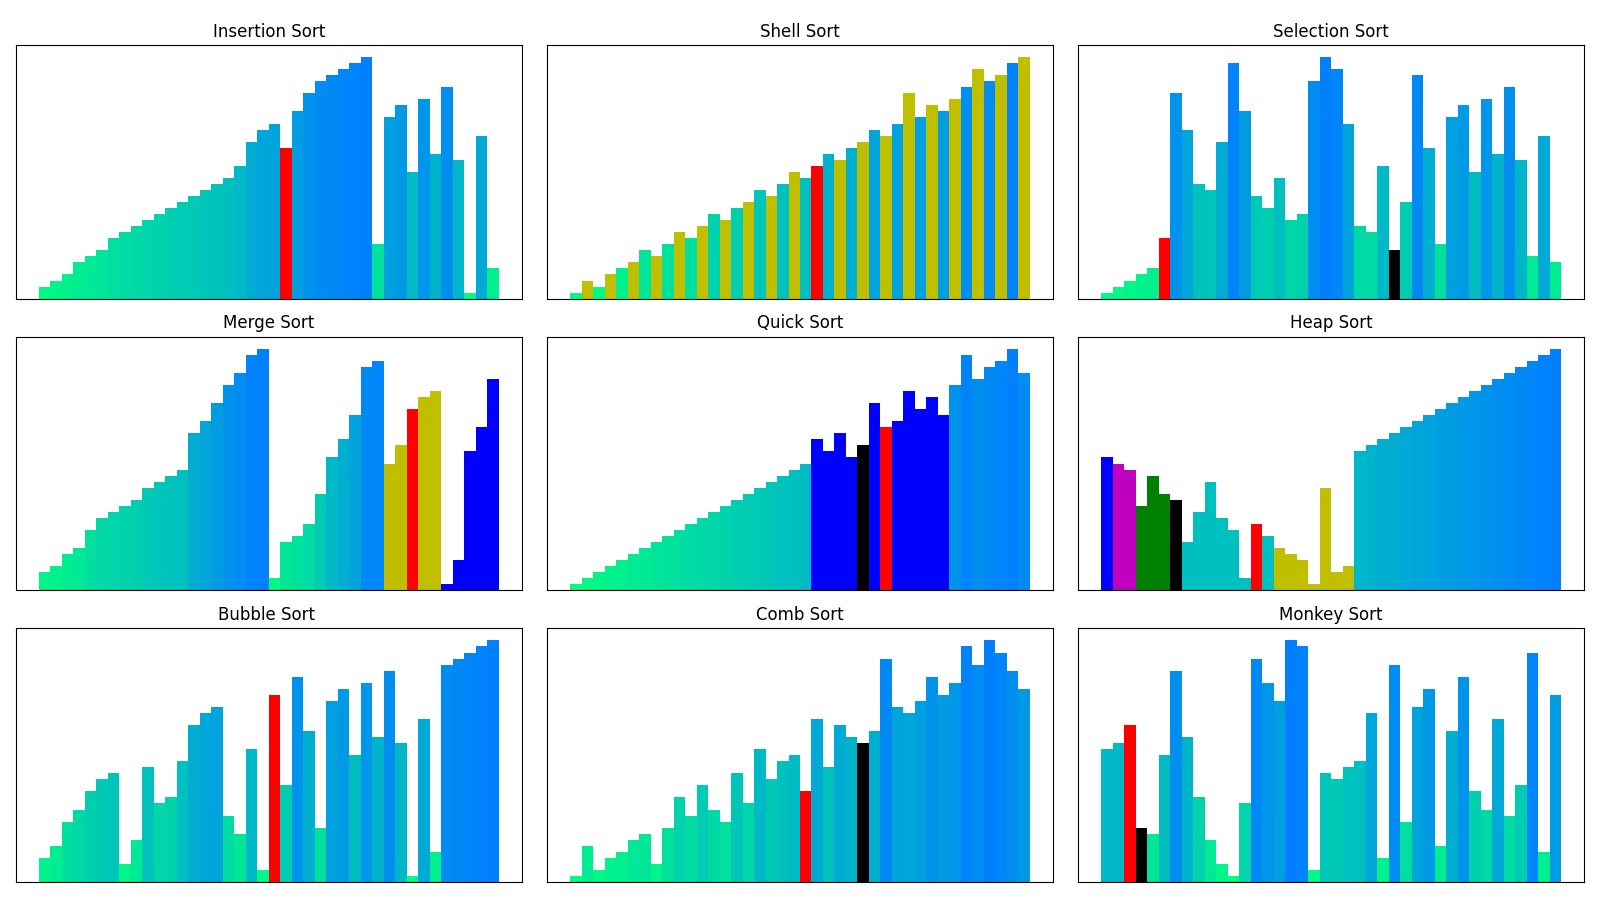 Insertion Sort
Shell Sort
Selection Sort
Merge Sort
Quick Sort
Heap Sort
Bubble Sort
Comb Sort
Monkey Sort